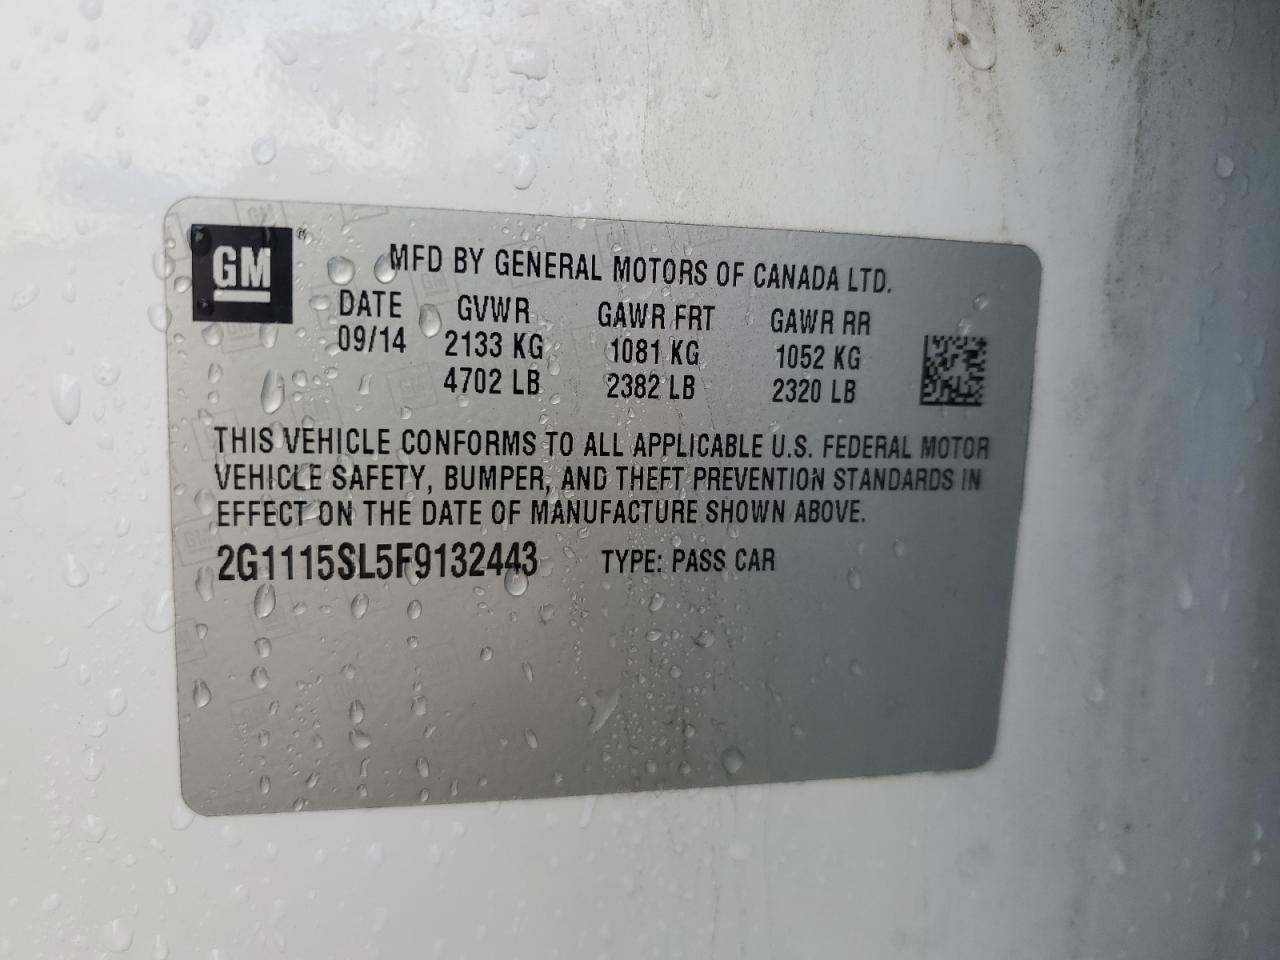 GM®
MFD BY GENERAL MOTORS OF CANADA LTD.
DATE GVWR GAWR FRT GAWR RR
09/14 2133 KG 1081 KG 1052 KG
4702 LB 2382 LB 2320 LB
THIS VEHICLE CONFORMS TO ALL APPLICABLE U.S. FEDERAL MOTOR
VEHICLE SAFETY, BUMPER, AND THEFT PREVENTION STANDARDS IN
EFFECT ON THE DATE OF MANUFACTURE SHOWN ABOVE.
2G1115SL5F9132443 TYPE: PASS CAR